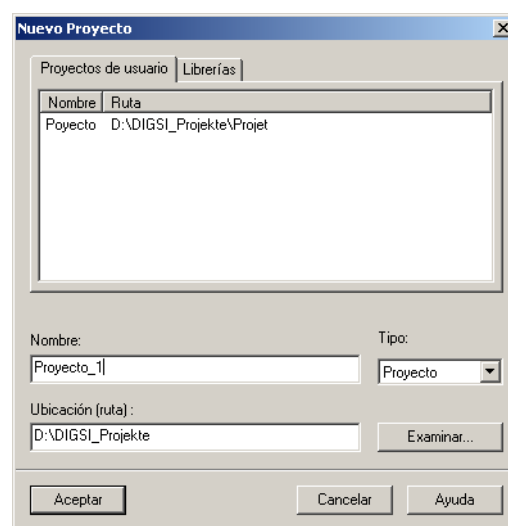 Nuevo Proyecto
Proyectos de usuario Librerías
Nombre Ruta
Poyecto D:\DIGSI_Projekte\Projet
Nombre: Tipo:
Proyecto_1 Proyecto
Ubicación (ruta) :
D:\DIGSI_Projekte Examinar...
Aceptar Cancelar Ayuda